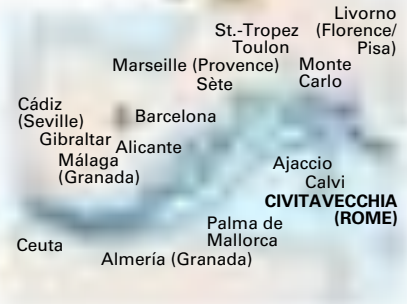 Livorno
(Florence/
Pisa)
St.-Tropez
Toulon
Marseille (Provence)
Monte
Carlo
Sète
Cádiz
(Seville)
Barcelona
Gibraltar
Alicante
Málaga
(Granada)
Ajaccio
Calvi
CIVITAVECCHIA
(ROME)
Palma de
Mallorca
Ceuta
Almería (Granada)